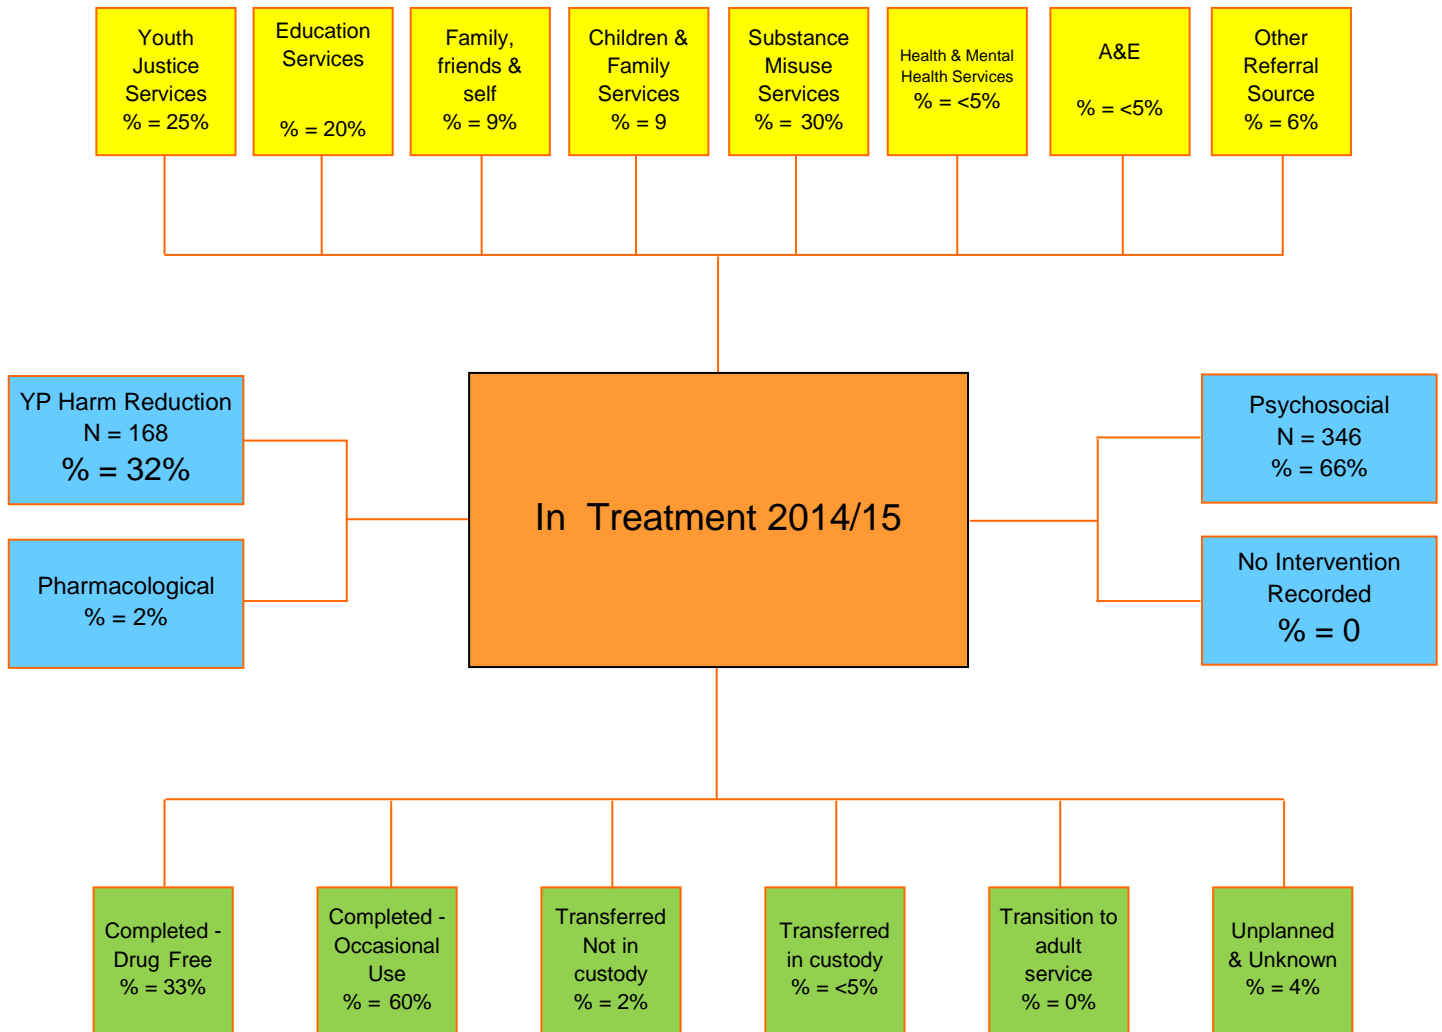 Youth
Justice
Services
% = 25%
Education
Services
% = 20%
Family,
friends &
self
% = 9%
Children &
Family
Services
% = 9
Substance
Misuse
Services
% = 30%
Health & Mental
Health Services
% = <5%
A&E
% = <5%
Other
Referral
Source
% = 6%
YP Harm Reduction
N = 168
% = 32%
Pharmacological
% = 2%
In Treatment 2014/15
Psychosocial
N = 346
% = 66%
No Intervention
Recorded
% = 0
Completed -
Drug Free
% = 33%
Completed -
Occasional
Use
% = 60%
Transferred
Not in
custody
% = 2%
Transferred
in custody
% = <5%
Transition to
adult
service
% = 0%
Unplanned
& Unknown
% = 4%